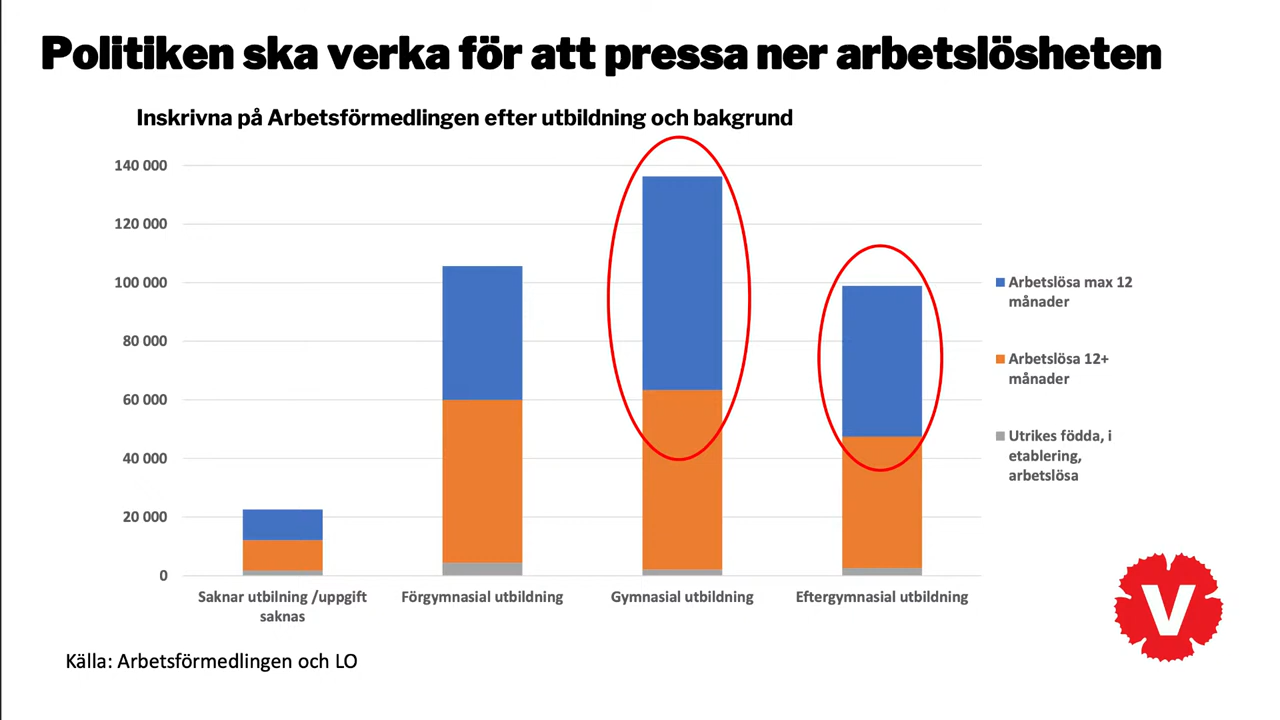 Politiken ska verka för att pressa ner arbetslösheten
Inskrivna på Arbetsförmedlingen efter utbildning och bakgrund
140 000
120 000
100 000
80 000
60 000
40 000
20 000
0
Saknar utbilning /uppgift
saknas
Förgymnasial utbildning
Gymnasial utbildning
Eftergymnasial utbildning
Arbetslösa max 12
månader
Arbetslösa 12+
månader
Utrikes födda, i
etablering,
arbetslösa
Källa: Arbetsförmedlingen och LO
V